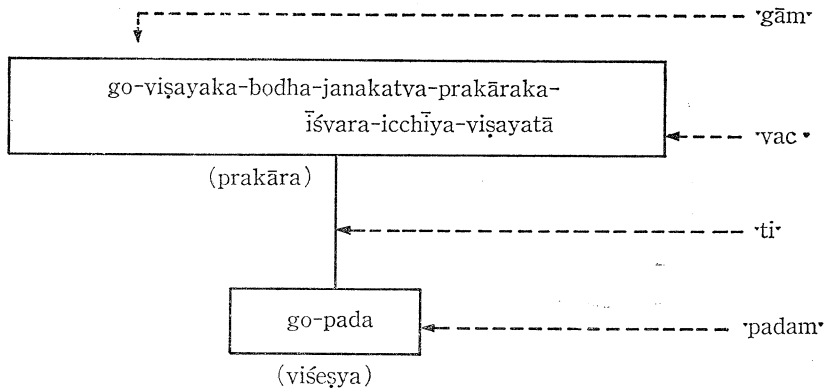 "gām"
go-viṣayaka-bodha-janakatva-prakāraka-
īśvara-icchīya-viṣayatā
"vac"
(prakāra)
"ti"
go-pada
"padam"
(viśeṣya)